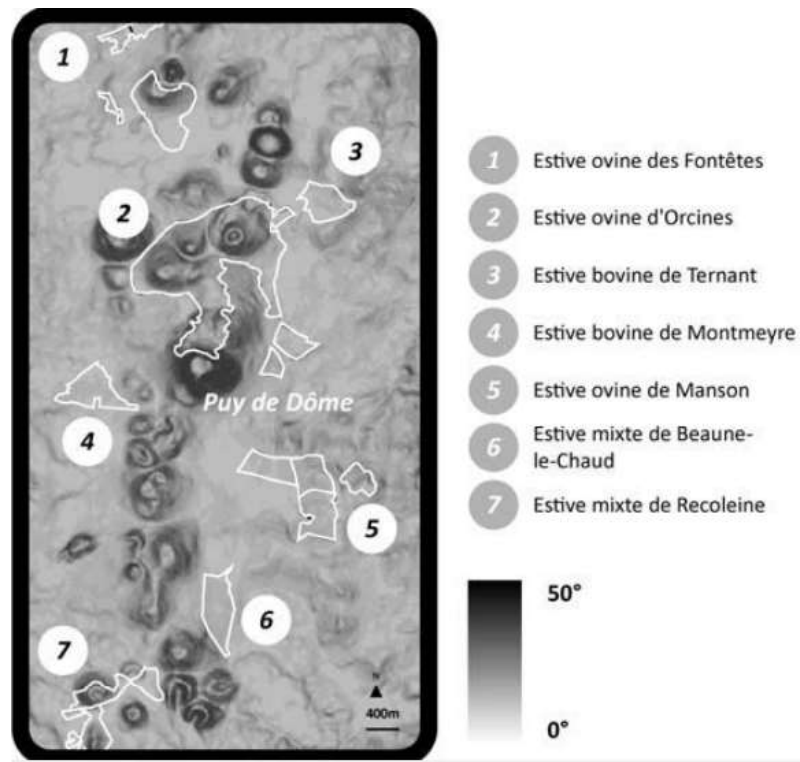 1
2
3
Puy de Dôme
4
5
6
7
N
400m
1 Estive ovine des Fontêtes
2 Estive ovine d'Orcines
3 Estive bovine de Ternant
4 Estive bovine de Montmeyre
5 Estive ovine de Manson
6 Estive mixte de Beaune-
le-Chaud
7 Estive mixte de Recoleine
50°
0°